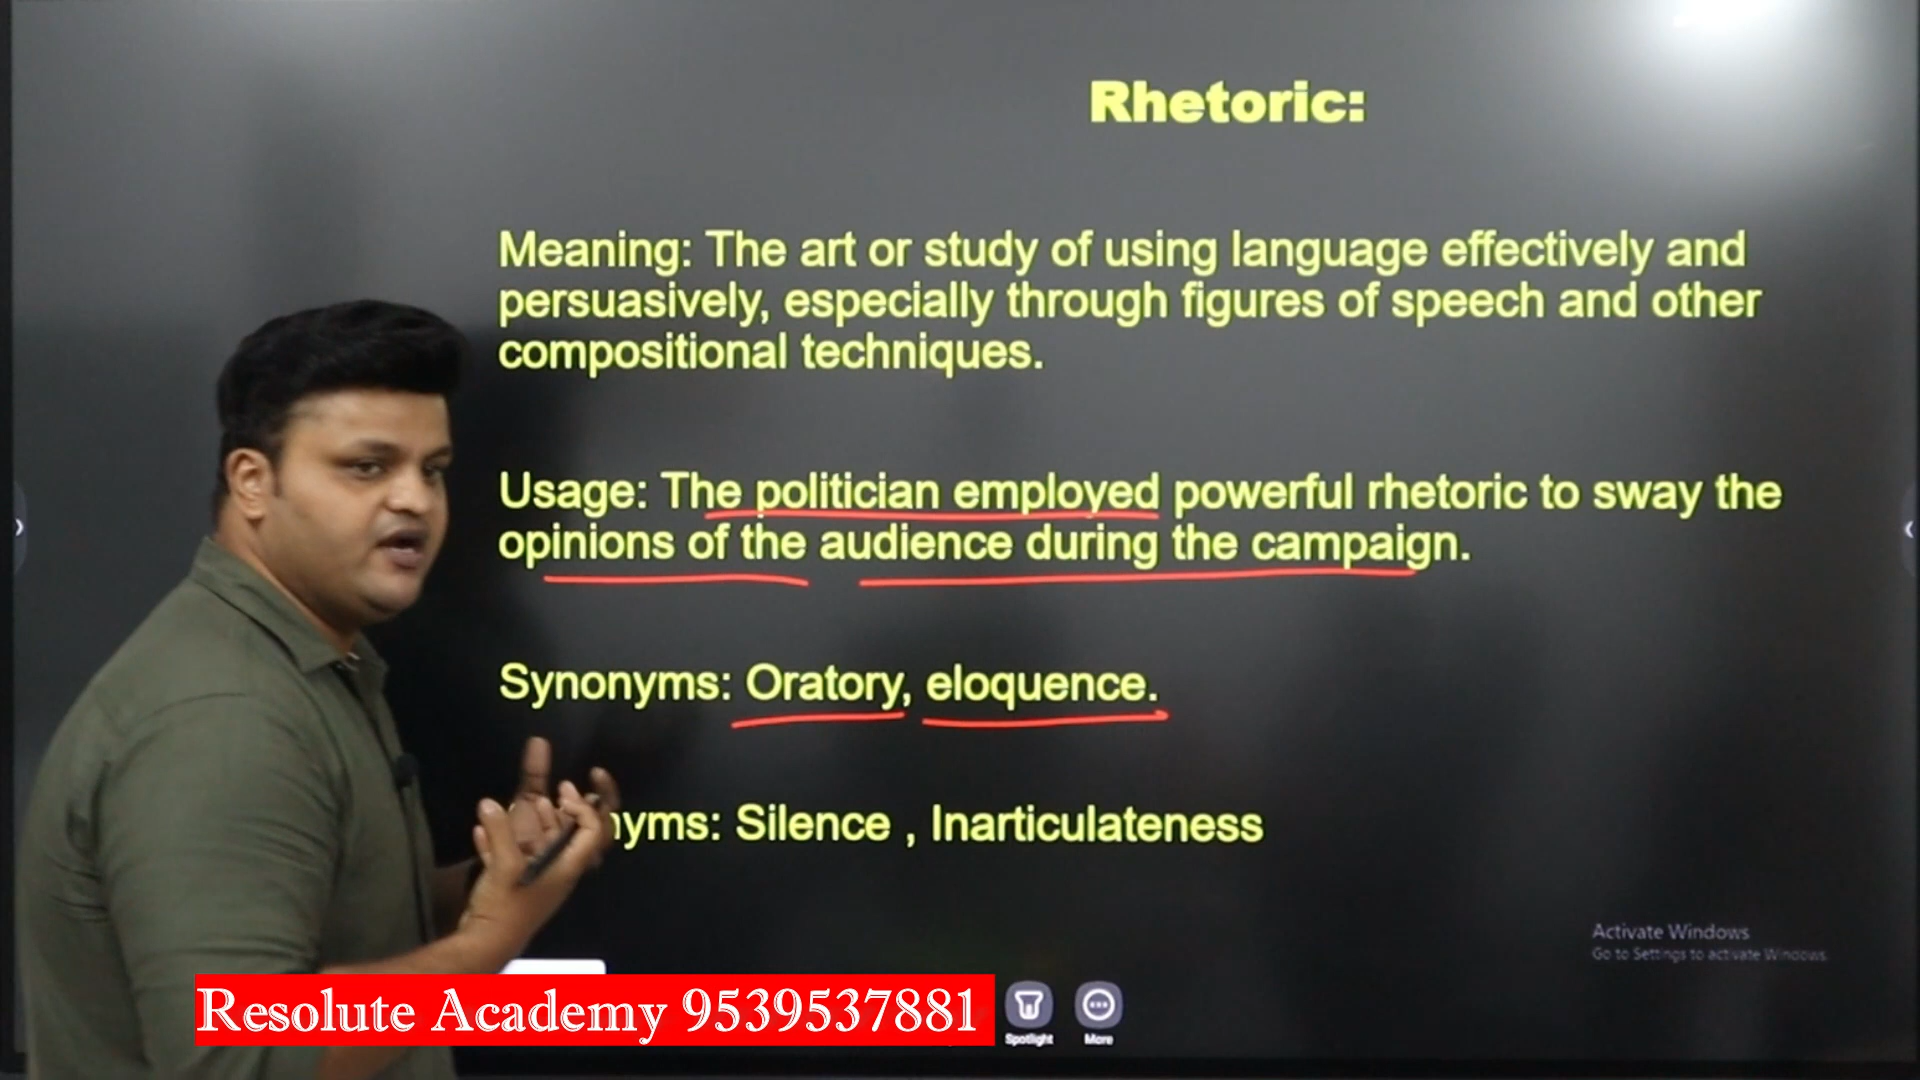 Rhetoric:
Meaning: The art or study of using language effectively and
persuasively, especially through figures of speech and other
compositional techniques.
Usage: The politician employed powerful rhetoric to sway the
opinions of the audience during the campaign.
Synonyms: Oratory, eloquence.
nyms: Silence , Inarticulateness
Activate Windows
Go to Settings to activate Windows.
Resolute Academy 9539537881
Spotlight
More